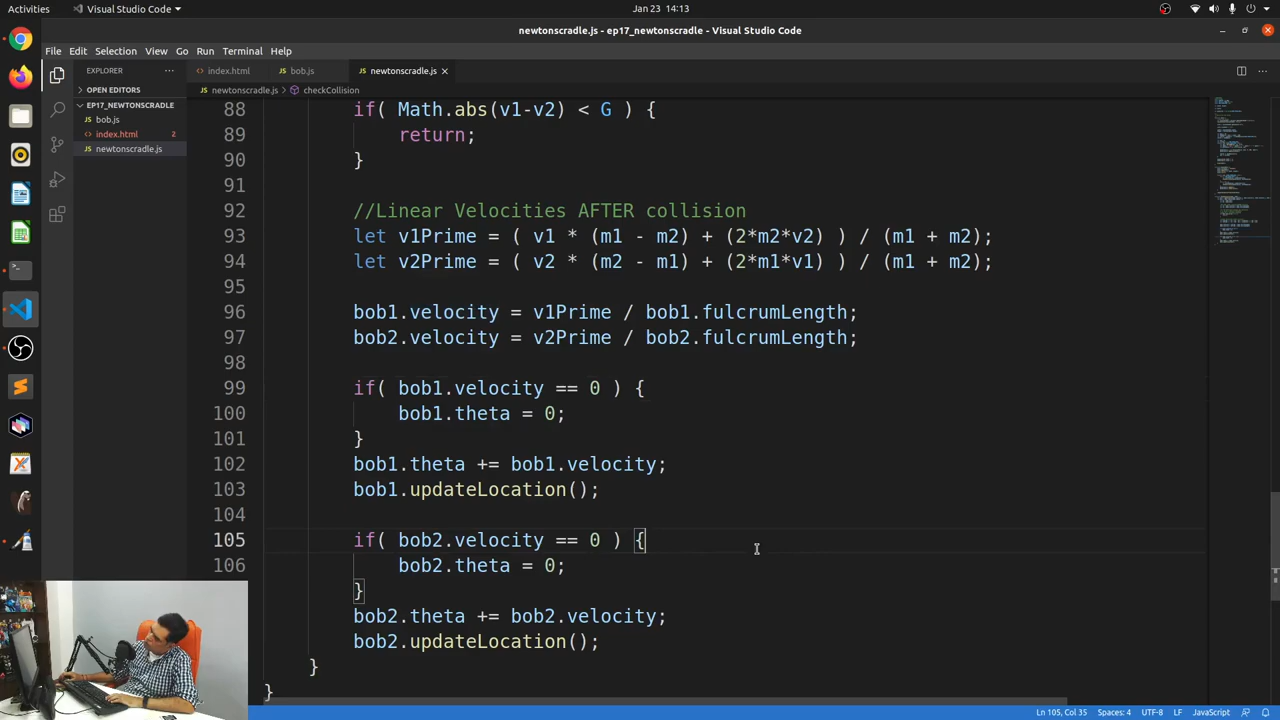 Activities
Visual Studio Code
Jan 23 14:13
newtonscradle.js - ep17_newtonscradle - Visual Studio Code
File Edit Selection View Go Run Terminal Help
EXPLORER
index.html
bob.js
newtonscradle.js
OPEN EDITORS
newtonscradle.js > checkCollision
EP17_NEWTONSCRADLE
bob.js
index.html 2
newtonscradle.js
88 if( Math.abs(v1-v2) < G ) {
89 return;
90 }
91
92 //Linear Velocities AFTER collision
93 let v1Prime = ( v1 * (m1 - m2) + (2*m2*v2) ) / (m1 + m2);
94 let v2Prime = ( v2 * (m2 - m1) + (2*m1*v1) ) / (m1 + m2);
95
96 bob1.velocity = v1Prime / bob1.fulcrumLength;
97 bob2.velocity = v2Prime / bob2.fulcrumLength;
98
99 if( bob1.velocity == 0 ) {
100 bob1.theta = 0;
101 }
102 bob1.theta += bob1.velocity;
103 bob1.updateLocation();
104
105 if( bob2.velocity == 0 ) {
106 bob2.theta = 0;
}
bob2.theta += bob2.velocity;
bob2.updateLocation();
}
}
Ln 105, Col 35 Spaces: 4 UTF-8 LF JavaScript